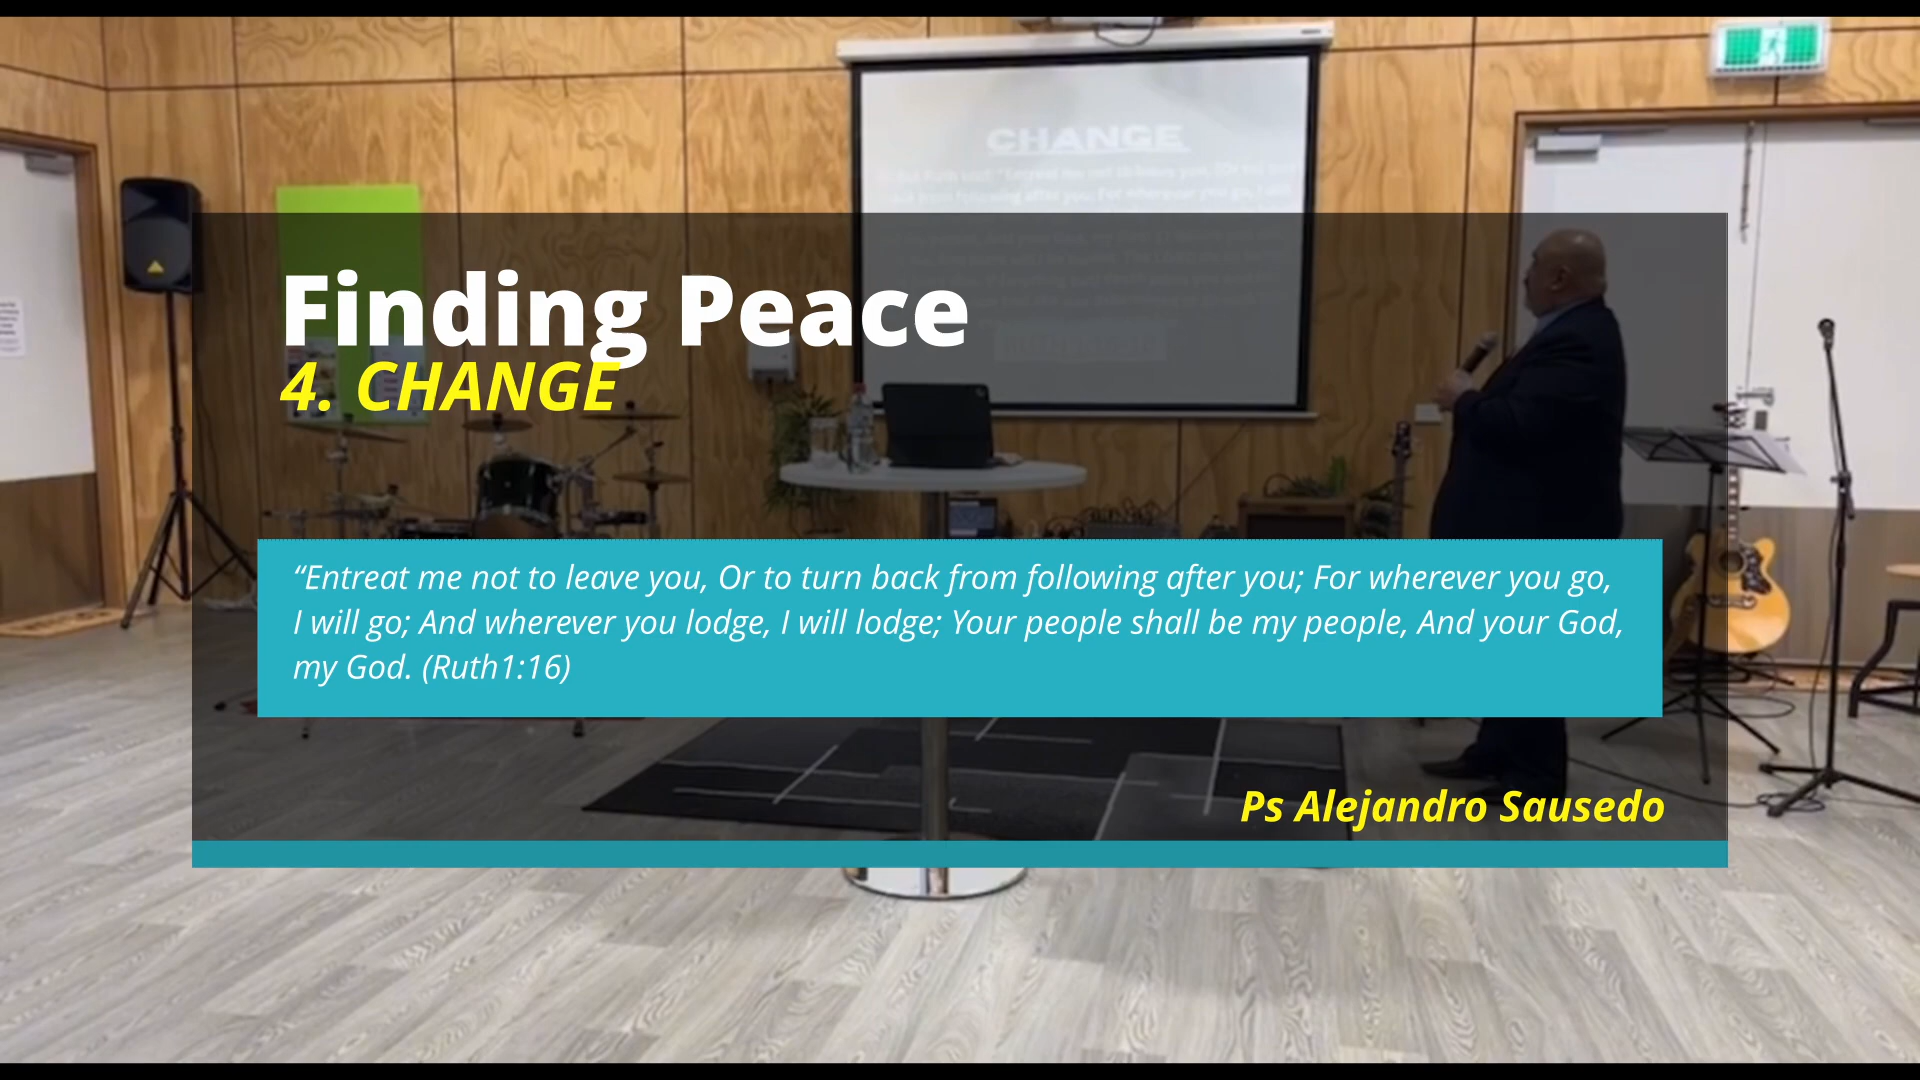 CHANGE
Finding Peace
4. CHANGE
“Entreat me not to leave you, Or to turn back from following after you; For wherever you go,
I will go; And wherever you lodge, I will lodge; Your people shall be my people, And your God,
my God. (Ruth1:16)
Ps Alejandro Sausedo